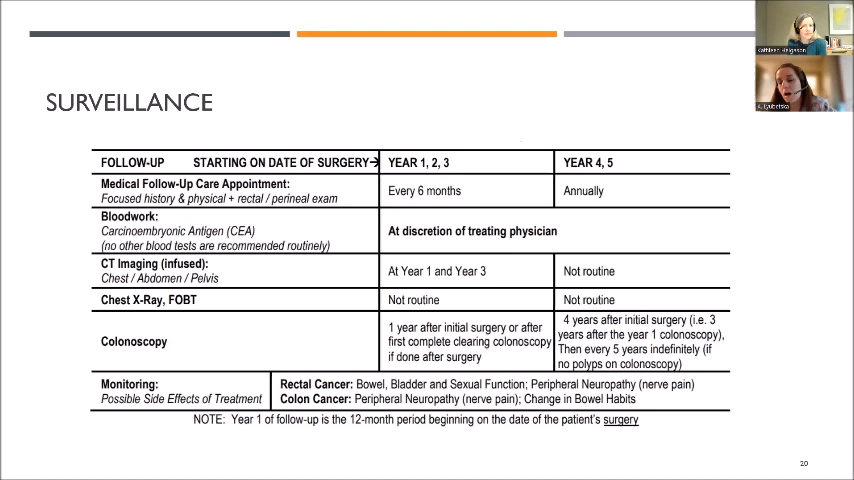 Kathleen Helgason
SURVEILLANCE
FOLLOW-UP STARTING ON DATE OF SURGERY→ YEAR 1, 2, 3 YEAR 4, 5
Medical Follow-Up Care Appointment:
Focused history & physical + rectal / perineal exam
Every 6 months
Annually
Bloodwork:
Carcinoembryonic Antigen (CEA)
(no other blood tests are recommended routinely)
At discretion of treating physician
CT Imaging (infused):
Chest / Abdomen / Pelvis
At Year 1 and Year 3
Not routine
Chest X-Ray, FOBT
Not routine
Not routine
Colonoscopy
1 year after initial surgery or after
first complete clearing colonoscopy
if done after surgery
4 years after initial surgery (i.e. 3
years after the year 1 colonoscopy),
Then every 5 years indefinitely (if
no polyps on colonoscopy)
Monitoring:
Possible Side Effects of Treatment
Rectal Cancer: Bowel, Bladder and Sexual Function; Peripheral Neuropathy (nerve pain)
Colon Cancer: Peripheral Neuropathy (nerve pain); Change in Bowel Habits
NOTE: Year 1 of follow-up is the 12-month period beginning on the date of the patient's surgery
20